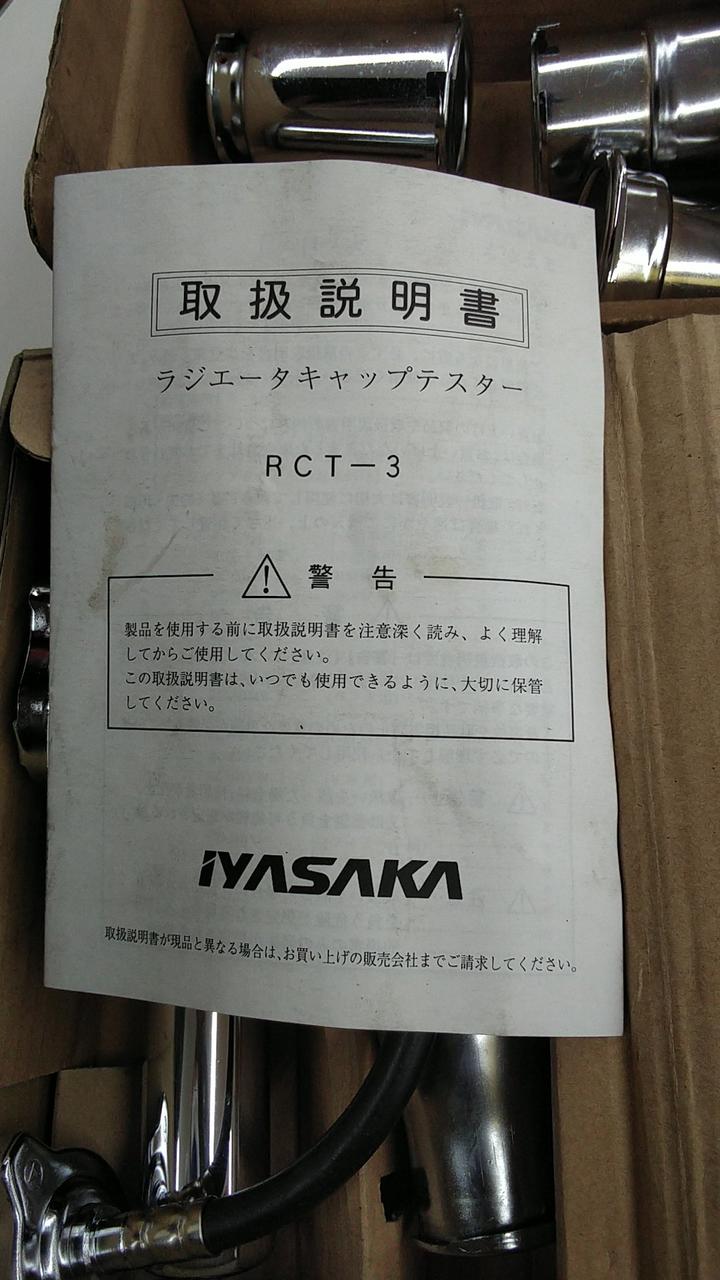 取扱説明書
ラジエータキャップテスター
RCT－3
警告
製品を使用する前に取扱説明書を注意深く読み、よく理解
してからご使用してください。
この取扱説明書は、いつでも使用できるように、大切に保管
してください。
IYASAKA
取扱説明書が現品と異なる場合は、お買い上げの販売会社までご請求してください。